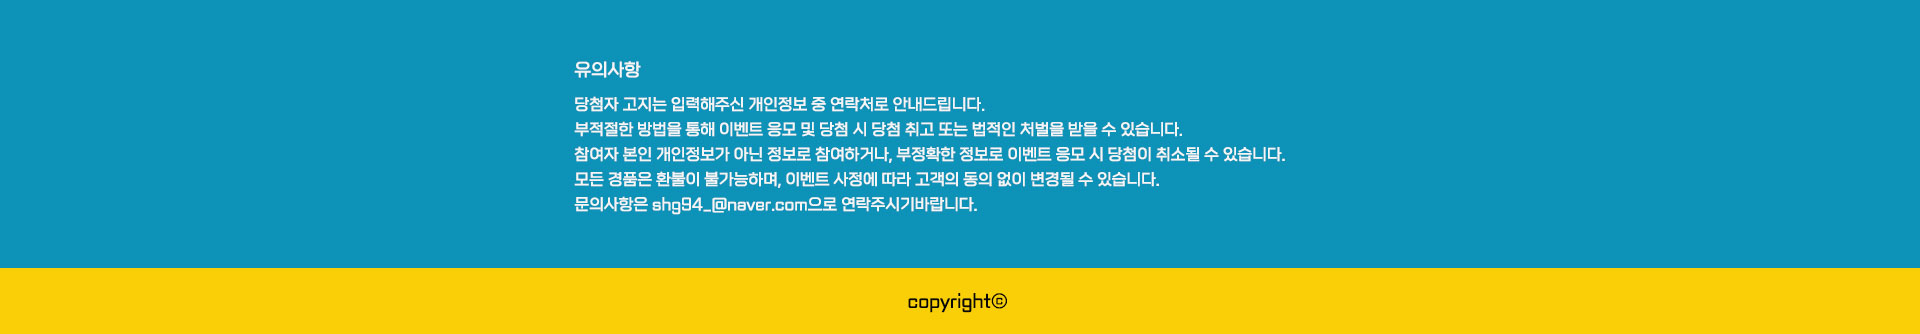 유의사항
당첨자 고지는 입력해주신 개인정보 중 연락처로 안내드립니다.
부적절한 방법을 통해 이벤트 응모 및 당첨 시 당첨 취고 또는 법적인 처벌을 받을 수 있습니다.
참여자 본인 개인정보가 아닌 정보로 참여하거나, 부정확한 정보로 이벤트 응모 시 당첨이 취소될 수 있습니다.
모든 경품은 환불이 불가능하며, 이벤트 사정에 따라 고객의 동의 없이 변경될 수 있습니다.
문의사항은 shg94_@naver.com으로 연락주시기바랍니다.
copyright©